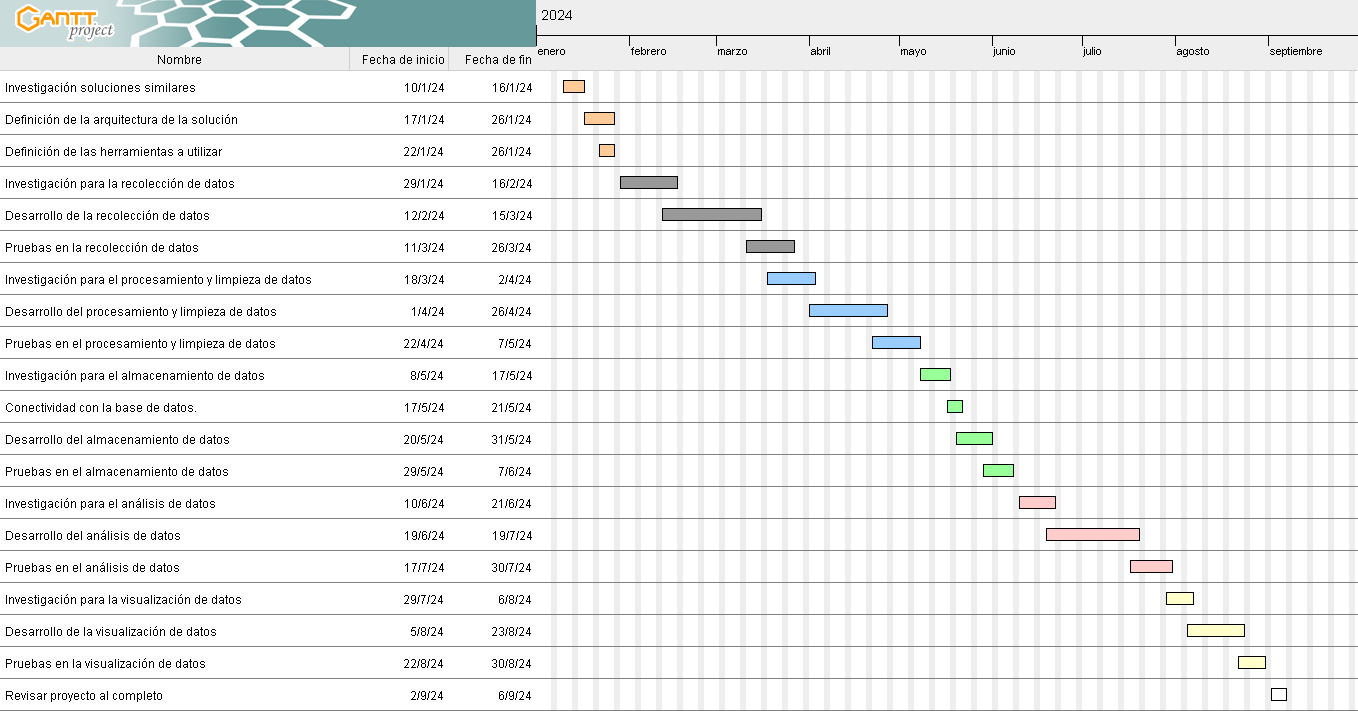 GANTT
project
2024
enero febrero marzo abril mayo junio julio agosto septiembre
Nombre Fecha de inicio Fecha de fin
Investigación soluciones similares 10/1/24 16/1/24
Definición de la arquitectura de la solución 17/1/24 26/1/24
Definición de las herramientas a utilizar 22/1/24 26/1/24
Investigación para la recolección de datos 29/1/24 16/2/24
Desarrollo de la recolección de datos 12/2/24 15/3/24
Pruebas en la recolección de datos 11/3/24 26/3/24
Investigación para el procesamiento y limpieza de datos 18/3/24 2/4/24
Desarrollo del procesamiento y limpieza de datos 1/4/24 26/4/24
Pruebas en el procesamiento y limpieza de datos 22/4/24 7/5/24
Investigación para el almacenamiento de datos 8/5/24 17/5/24
Conectividad con la base de datos. 17/5/24 21/5/24
Desarrollo del almacenamiento de datos 20/5/24 31/5/24
Pruebas en el almacenamiento de datos 29/5/24 7/6/24
Investigación para el análisis de datos 10/6/24 21/6/24
Desarrollo del análisis de datos 19/6/24 19/7/24
Pruebas en el análisis de datos 17/7/24 30/7/24
Investigación para la visualización de datos 29/7/24 6/8/24
Desarrollo de la visualización de datos 5/8/24 23/8/24
Pruebas en la visualización de datos 22/8/24 30/8/24
Revisar proyecto al completo 2/9/24 6/9/24